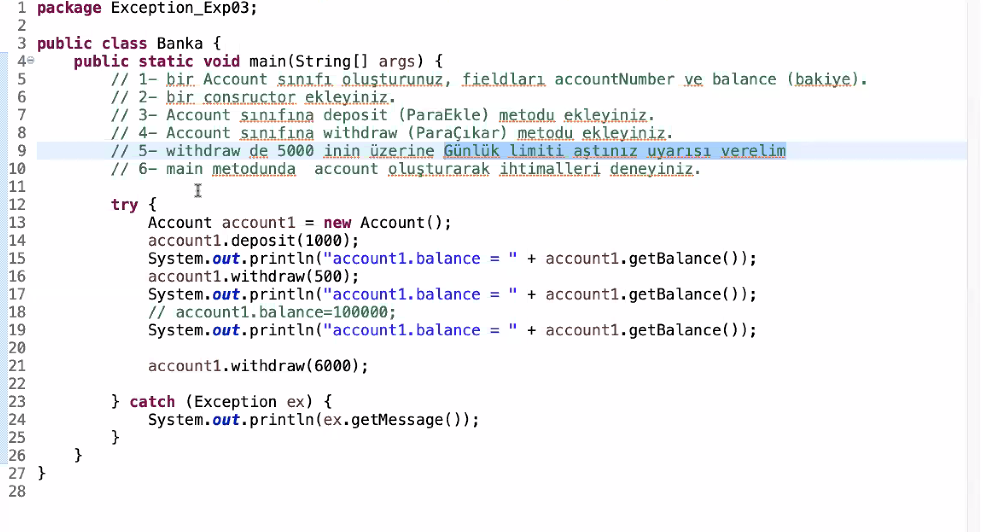 1 package Exception_Exp03;
2
3 public class Banka {
4 public static void main(String[] args) {
5 // 1- bir Account sınıfı oluşturunuz, fieldları accountNumber ve balance (bakiye).
6 // 2- bir consructor ekleyiniz.
7 // 3- Account sınıfına deposit (ParaEkle) metodu ekleyiniz.
8 // 4- Account sınıfına withdraw (ParaÇıkar) metodu ekleyiniz.
9 // 5- withdraw de 5000 inin üzerine Günlük limiti aştınız uyarısı verelim
10 // 6- main metodunda  account oluşturarak ihtimalleri deneyiniz.
11
12 try {
13 Account account1 = new Account();
14 account1.deposit(1000);
15 System.out.println("account1.balance = " + account1.getBalance());
16 account1.withdraw(500);
17 System.out.println("account1.balance = " + account1.getBalance());
18 // account1.balance=100000;
19 System.out.println("account1.balance = " + account1.getBalance());
20
21 account1.withdraw(6000);
22
23 } catch (Exception ex) {
24 System.out.println(ex.getMessage());
25 }
26 }
27 }
28